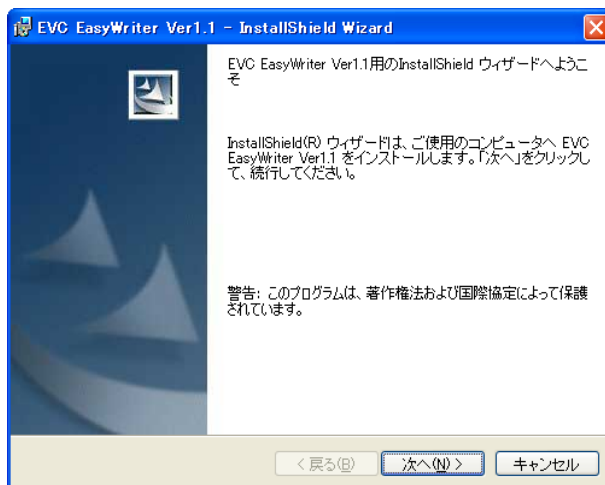 EVC EasyWriter Ver1.1 - InstallShield Wizard
EVC EasyWriter Ver1.1用のInstallShield ウィザードへようこ
そ
InstallShield(R) ウィザードは、ご使用のコンピュータへ EVC
EasyWriter Ver1.1 をインストールします。「次へ」をクリックし
て、続行してください。
警告: このプログラムは、著作権法および国際協定によって保護
されています。
< 戻る(B) 次へ(N) > キャンセル